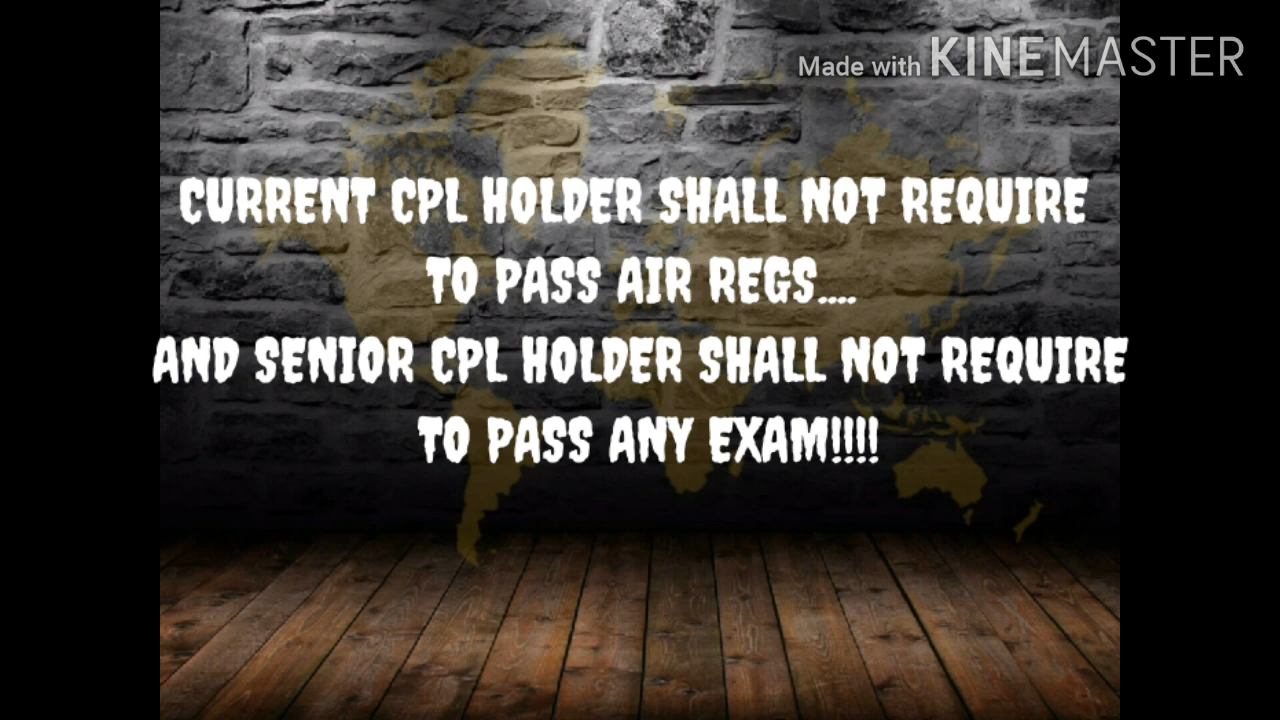 Made with KINEMASTER
CURRENT CPL HOLDER SHALL NOT REQUIRE
TO PASS AIR REGS....
AND SENIOR CPL HOLDER SHALL NOT REQUIRE
TO PASS ANY EXAM!!!!